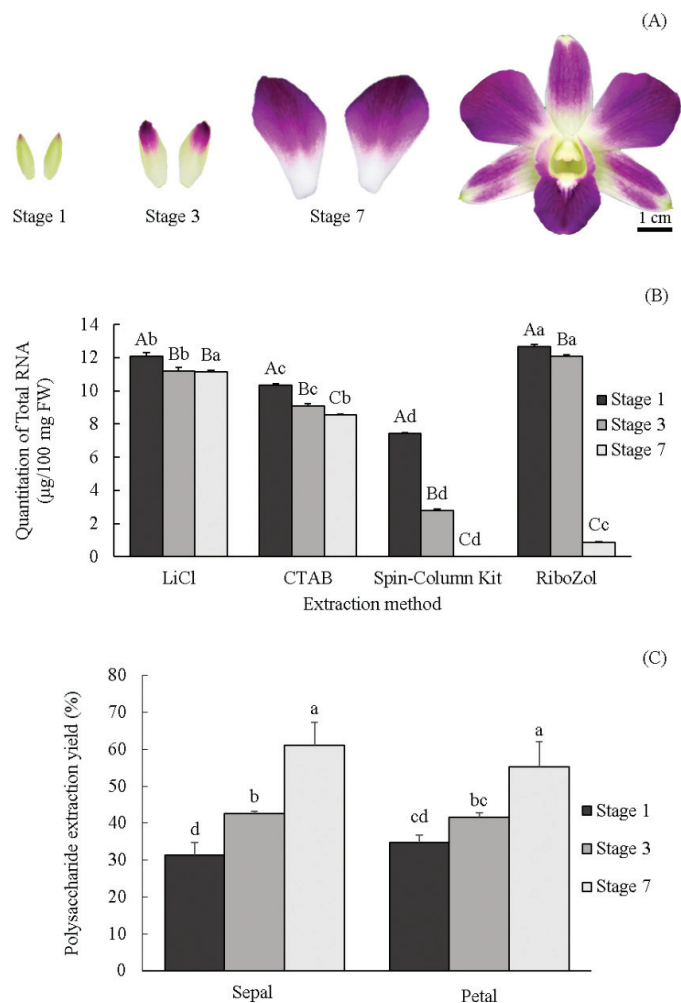 (A)
Stage 1
Stage 3
Stage 7
1 cm
(B)
Quantitation of Total RNA
(µg/100 mg FW)
14
12
10
8
6
4
2
0
Ab
Bb
Ba
Ac
Bc
Cb
Ad
Bd
Cd
Aa
Ba
Cc
Stage 1
Stage 3
Stage 7
LiCl
CTAB
Spin-Column Kit
RiboZol
Extraction method
(C)
Polysaccharide extraction yield (%)
80
70
60
50
40
30
20
10
0
d
b
a
cd
bc
a
Stage 1
Stage 3
Stage 7
Sepal
Petal